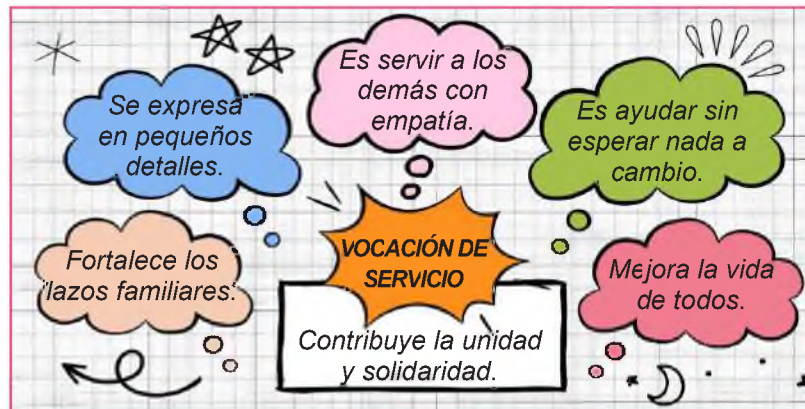 Es servir a los
demás con
empatía.
Se expresa
en pequeños
detalles.
Es ayudar sin
esperar nada a
cambio.
VOCACIÓN DE
SERVICIO
Fortalece los
lazos familiares.
Mejora la vida
de todos.
Contribuye la unidad
y solidaridad.